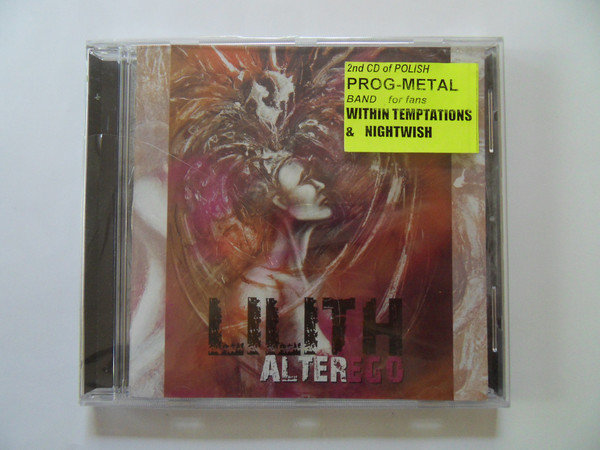 2nd CD of POLISH
PROG-METAL
BAND for fans
WITHIN TEMPTATIONS
& NIGHTWISH
LILITH
ALTEREGO